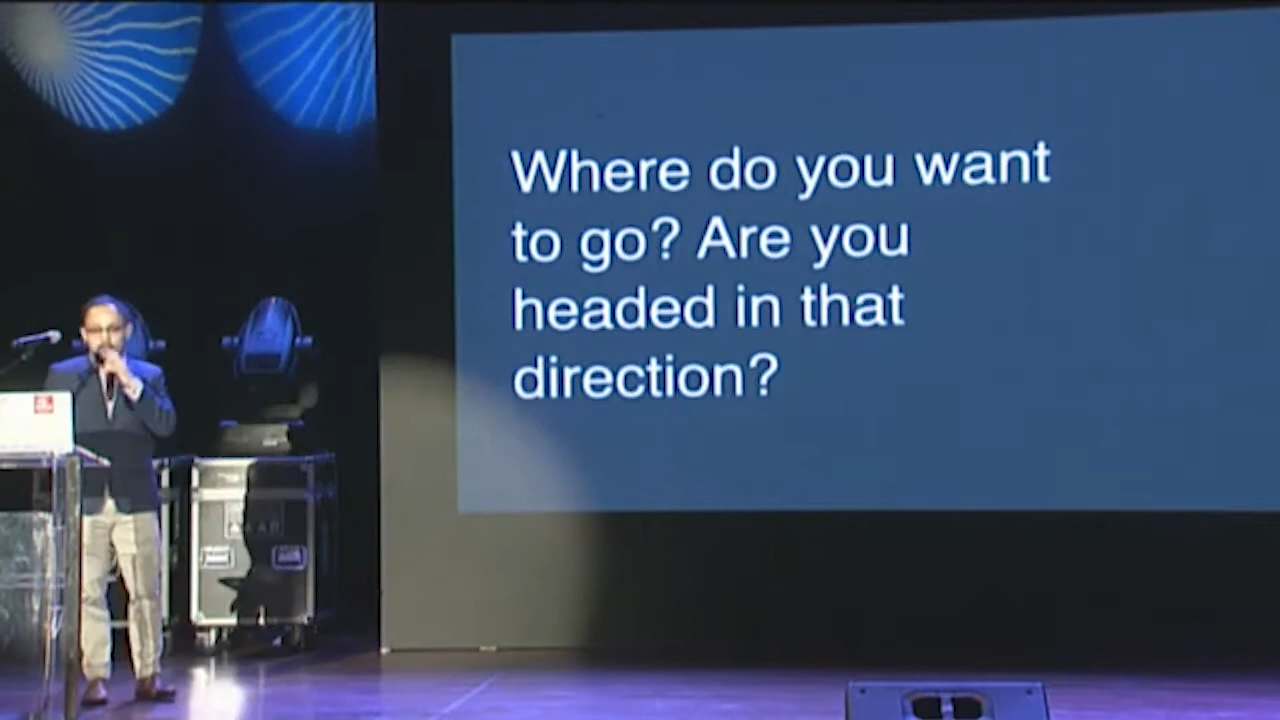 Where do you want
to go? Are you
headed in that
direction?